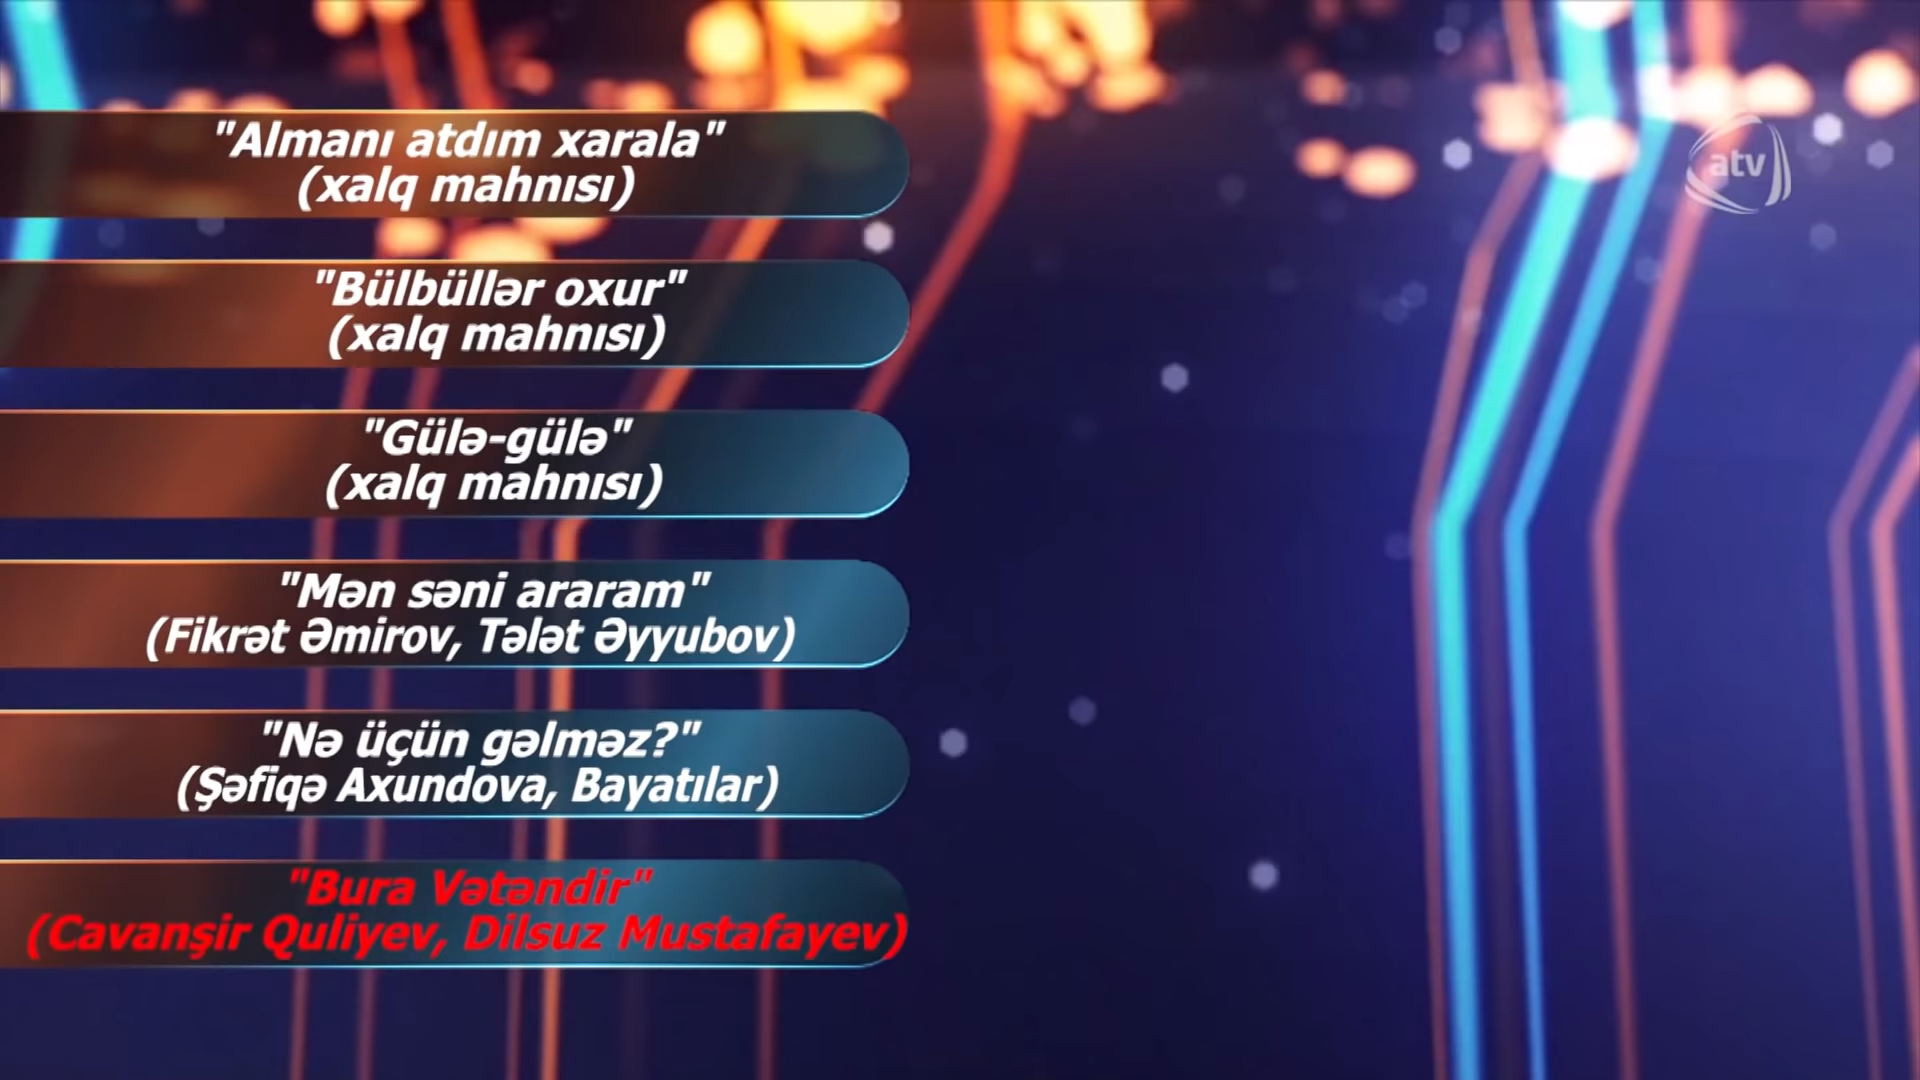 "Almanı atdım xarala"
(xalq mahnısı)
"Bülbüllər oxur"
(xalq mahnısı)
"Gülə-gülə"
(xalq mahnısı)
"Mən səni araram"
(Fikrət Əmirov, Tələt Əyyubov)
"Nə üçün gəlməz?"
(Şəfiqə Axundova, Bayatılar)
"Bura Vətəndir"
(Cavanşir Quliyev, Dilsuz Mustafayev)
atv